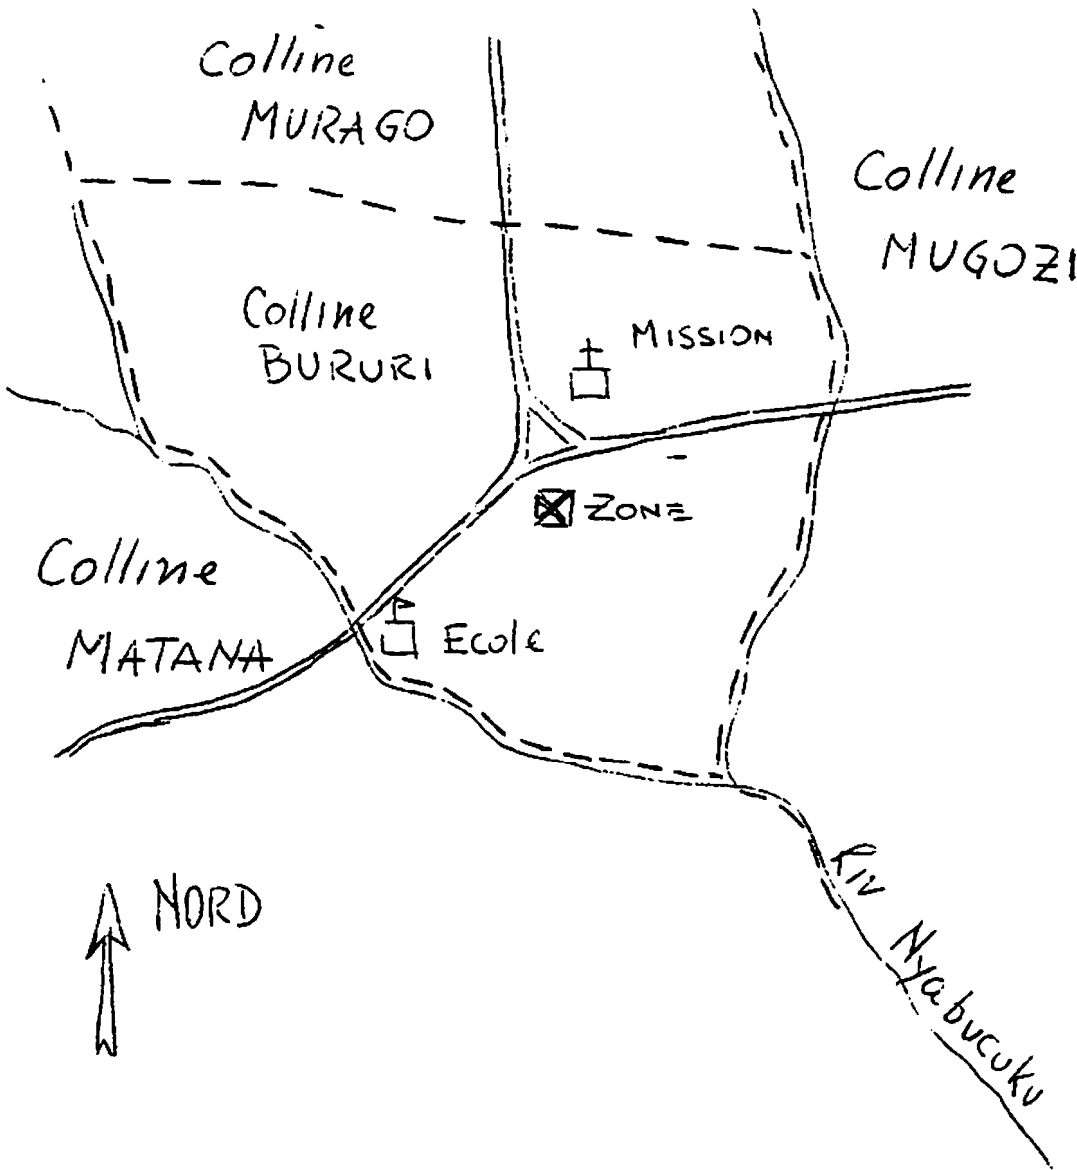 Colline
MURAGO
Colline
MUGOZI
Colline
BURURI
MISSION
ZONE
Colline
MATANA
Ecole
NORD
RIV Nyabucuku